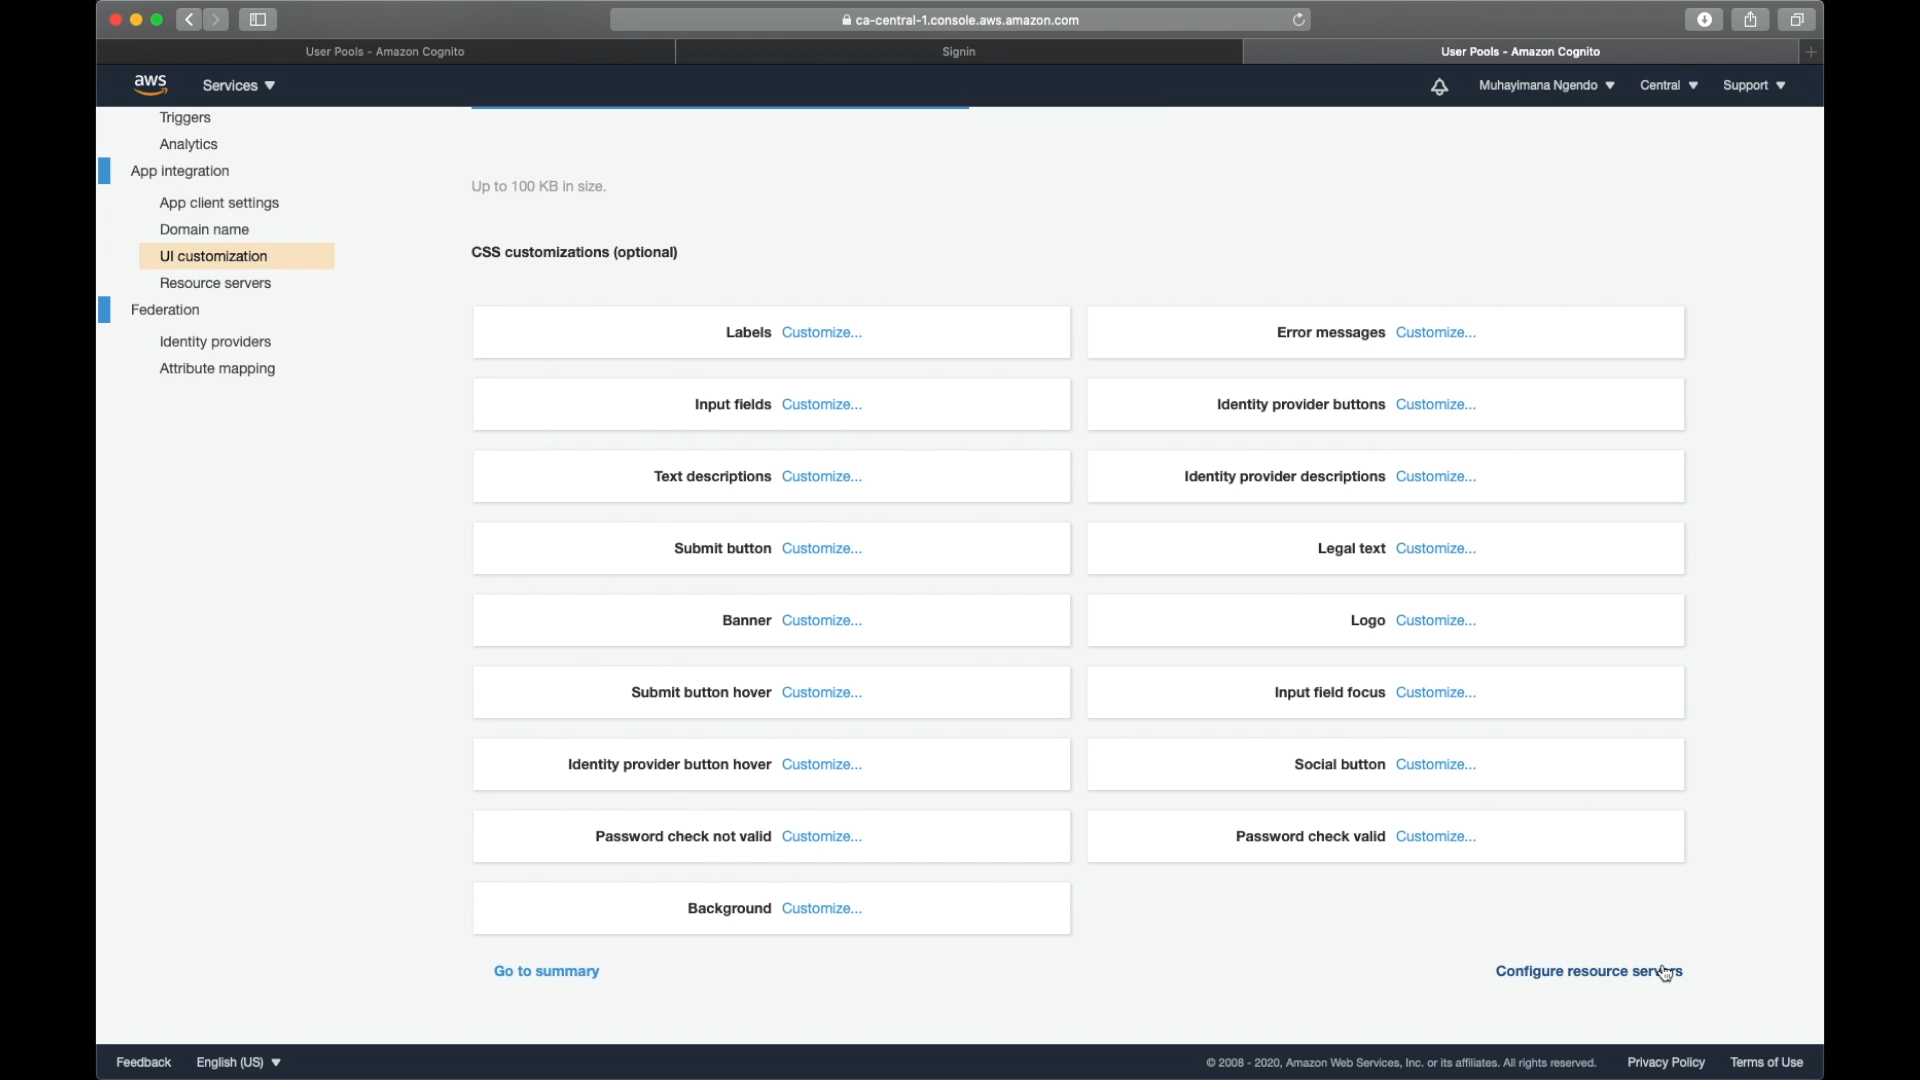 ca-central-1.console.aws.amazon.com
User Pools - Amazon Cognito
Signin
User Pools - Amazon Cognito
aws
Services
Muhayimana Ngendo
Central
Support
Triggers
Analytics
App integration
App client settings
Domain name
UI customization
Resource servers
Federation
Identity providers
Attribute mapping
Up to 100 KB in size.
CSS customizations (optional)
Labels Customize...
Error messages Customize...
Input fields Customize...
Identity provider buttons Customize...
Text descriptions Customize...
Identity provider descriptions Customize...
Submit button Customize...
Legal text Customize...
Banner Customize...
Logo Customize...
Submit button hover Customize...
Input field focus Customize...
Identity provider button hover Customize...
Social button Customize...
Password check not valid Customize...
Password check valid Customize...
Background Customize...
Go to summary
Configure resource servers
Feedback
English (US)
© 2008 - 2020, Amazon Web Services, Inc. or its affiliates. All rights reserved.
Privacy Policy
Terms of Use